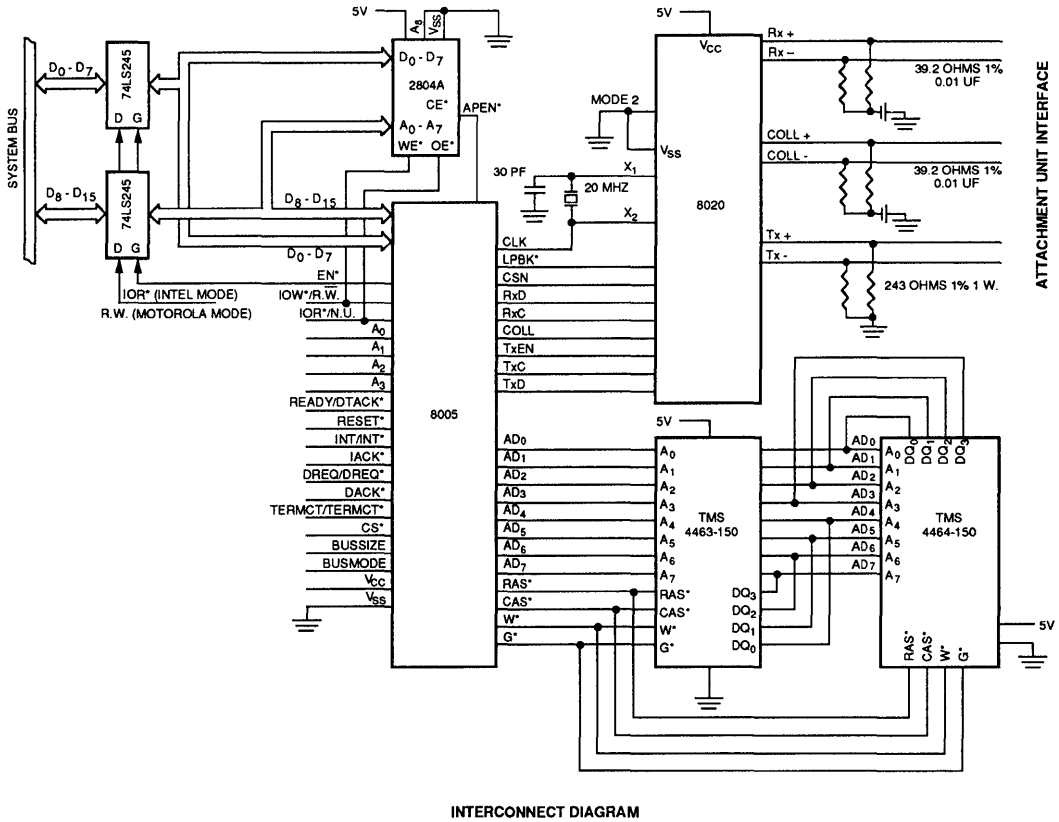 5V
A8
VSS
SYSTEM BUS
D0 - D7
74LS245
D G
D8 - D15
74LS245
D G
D0 - D7
2804A
CE*
A0 - A7
WE* OE*
APEN*
D8 - D15
D0 - D7
EN*
IOR* (INTEL MODE)
R.W. (MOTOROLA MODE)
IOW*/R.W.
IOR*/N.U.
A0
A1
A2
A3
READY/DTACK*
RESET*
INT/INT*
IACK*
DREQ/DREQ*
DACK*
TERMCT/TERMCT*
CS*
BUSSIZE
BUSMODE
VCC
VSS
8005
CLK
LPBK*
CSN
RxD
RxC
COLL
TxEN
TxC
TxD
AD0
AD1
AD2
AD3
AD4
AD5
AD6
AD7
RAS*
CAS*
W*
G*
5V
VCC
MODE 2
VSS
30 PF
20 MHZ
X1
X2
8020
Rx +
Rx -
39.2 OHMS 1%
0.01 UF
COLL +
COLL -
39.2 OHMS 1%
0.01 UF
Tx +
Tx -
243 OHMS 1% 1 W.
ATTACHMENT UNIT INTERFACE
5V
A0
A1
A2
A3
A4
A5
A6
A7
RAS*
CAS*
W*
G*
TMS
4463-150
DQ3
DQ2
DQ1
DQ0
AD0
AD1
AD2
AD3
AD4
AD5
AD6
AD7
A0
A1
A2
A3
A4
A5
A6
A7
DQ0
DQ1
DQ2
DQ3
TMS
4464-150
RAS*
CAS*
W*
G*
5V
INTERCONNECT DIAGRAM